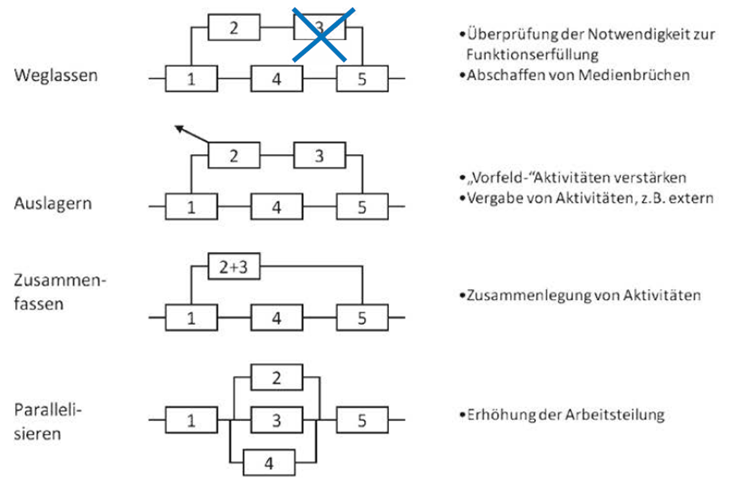 2
3
•Überprüfung der Notwendigkeit zur
Funktionserfüllung
Weglassen
1
4
5
•Abschaffen von Medienbrüchen
2
3
•„Vorfeld-“Aktivitäten verstärken
Auslagern
1
4
5
•Vergabe von Aktivitäten, z.B. extern
2+3
Zusammen-
fassen
1
4
5
•Zusammenlegung von Aktivitäten
2
Paralleli-
sieren
1
3
5
•Erhöhung der Arbeitsteilung
4